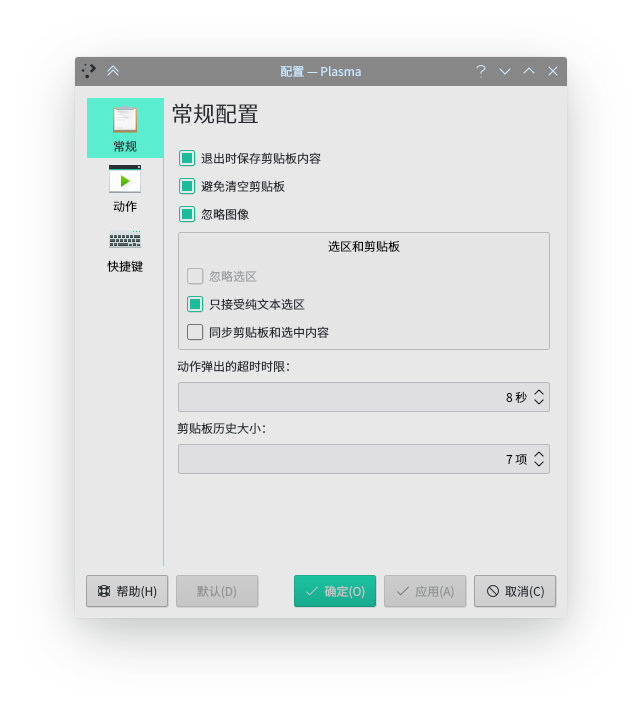 配置 — Plasma
常规
动作
快捷键
常规配置
退出时保存剪贴板内容
避免清空剪贴板
忽略图像
选区和剪贴板
忽略选区
只接受纯文本选区
同步剪贴板和选中内容
动作弹出的超时时限：
8 秒
剪贴板历史大小：
7 项
帮助(H)
默认(D)
确定(O)
应用(A)
取消(C)